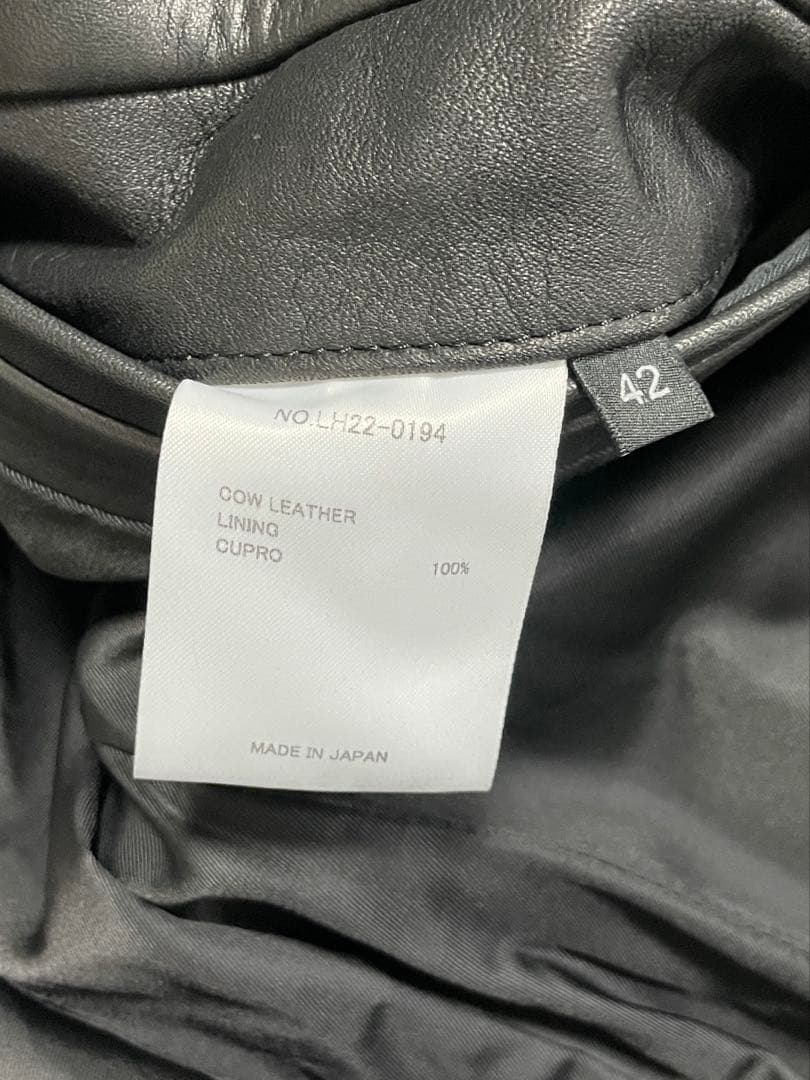 NO.LH22-0194
42
COW LEATHER
LINING
CUPRO 100%
MADE IN JAPAN